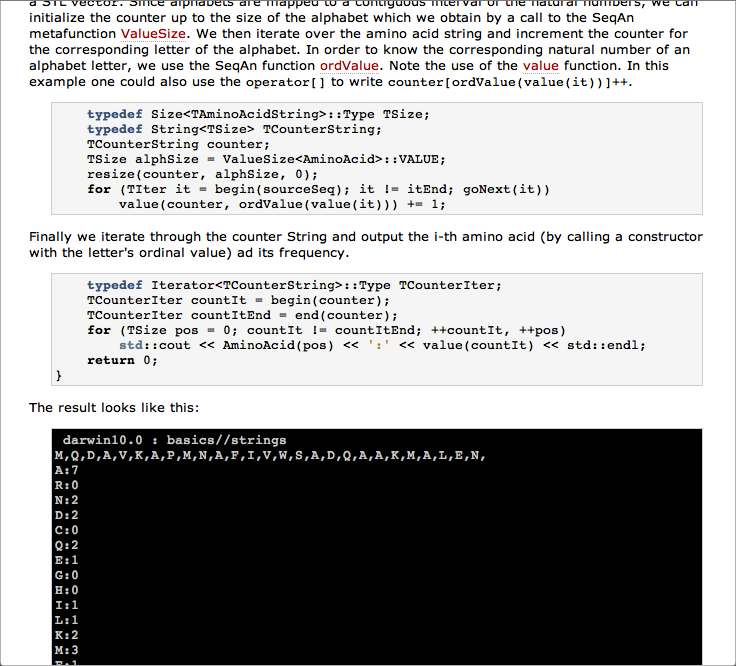 a STL vector. Since alphabets are mapped to a contiguous interval of the natural numbers, we can
initialize the counter up to the size of the alphabet which we obtain by a call to the SeqAn
metafunction ValueSize. We then iterate over the amino acid string and increment the counter for
the corresponding letter of the alphabet. In order to know the corresponding natural number of an
alphabet letter, we use the SeqAn function ordValue. Note the use of the value function. In this
example one could also use the operator[] to write counter[ordValue(value(it))]++.
typedef Size<TAminoAcidString>::Type TSize;
typedef String<TSize> TCounterString;
TCounterString counter;
TSize alphSize = ValueSize<AminoAcid>::VALUE;
resize(counter, alphSize, 0);
for (TIter it = begin(sourceSeq); it != itEnd; goNext(it))
value(counter, ordValue(value(it))) += 1;
Finally we iterate through the counter String and output the i-th amino acid (by calling a constructor
with the letter's ordinal value) ad its frequency.
typedef Iterator<TCounterString>::Type TCounterIter;
TCounterIter countIt = begin(counter);
TCounterIter countItEnd = end(counter);
for (TSize pos = 0; countIt != countItEnd; ++countIt, ++pos)
std::cout << AminoAcid(pos) << ':' << value(countIt) << std::endl;
return 0;
}
The result looks like this:
darwin10.0 : basics//strings
M,Q,D,A,V,K,A,P,M,N,A,F,I,V,W,S,A,D,Q,A,A,K,M,A,L,E,N,
A:7
R:0
N:2
D:2
C:0
Q:2
E:1
G:0
H:0
I:1
L:1
K:2
M:3
F:1